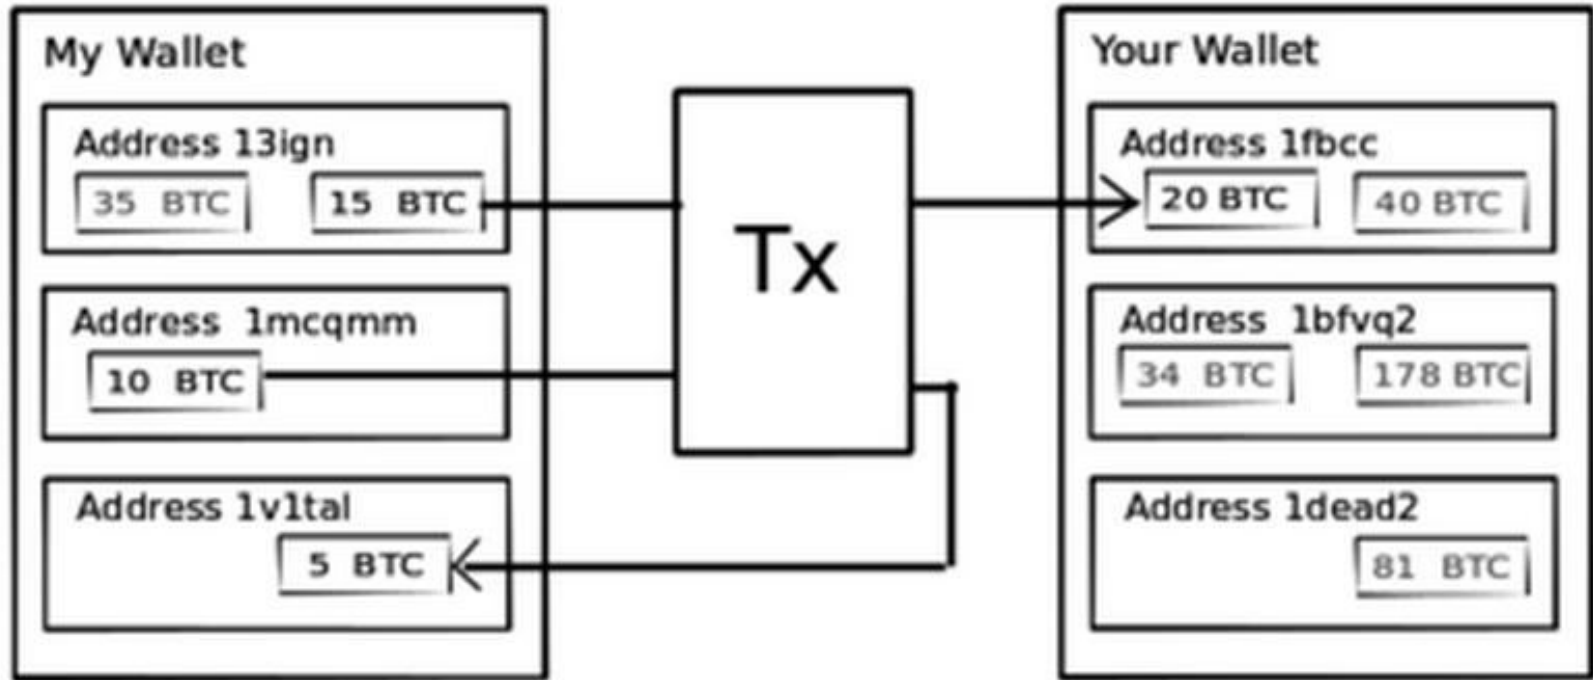 My Wallet
Address 13ign
35 BTC 15 BTC
Address 1mcqmm
10 BTC
Address 1v1tal
5 BTC
Tx
Your Wallet
Address 1fbcc
20 BTC 40 BTC
Address 1bfvq2
34 BTC 178 BTC
Address 1dead2
81 BTC